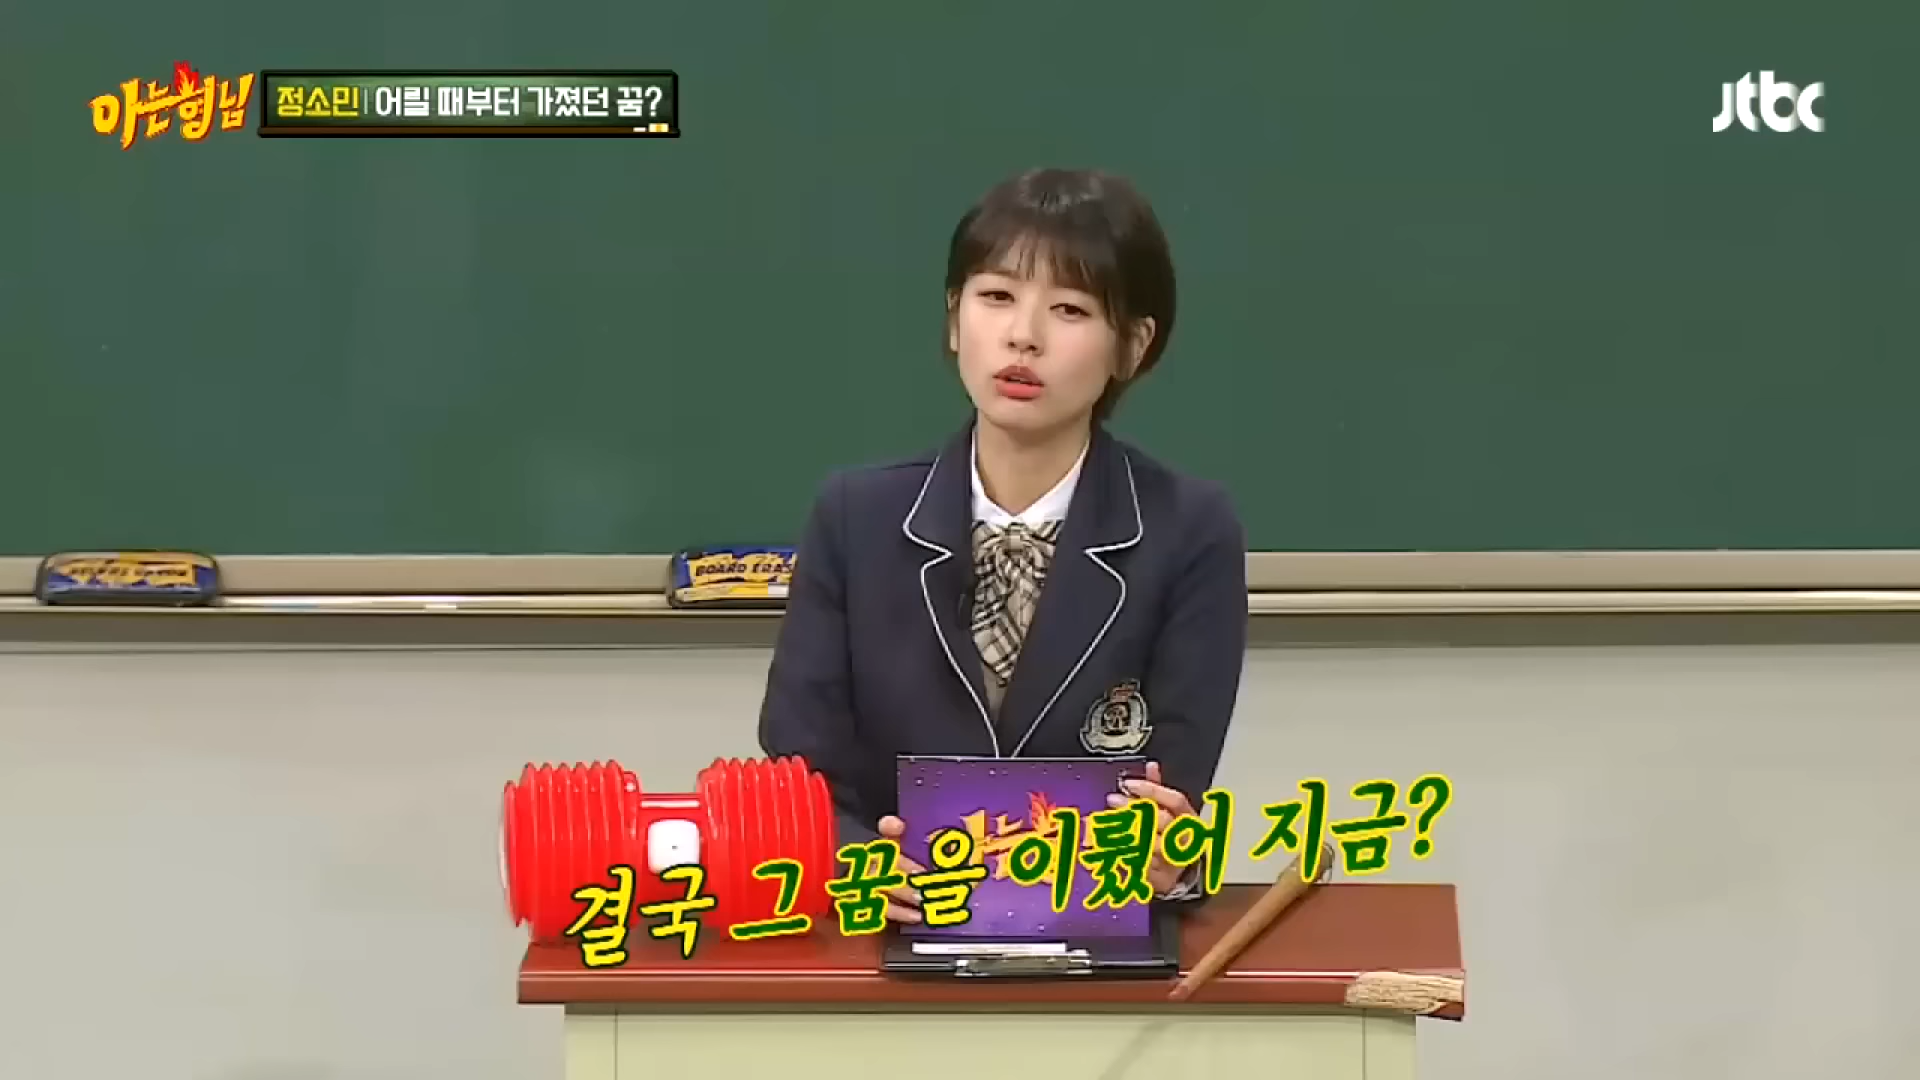 아는형님
정소민 어릴 때부터 가졌던 꿈?
jtbc
BOARD ERAS
결국 그 꿈을 이뤘어 지금?